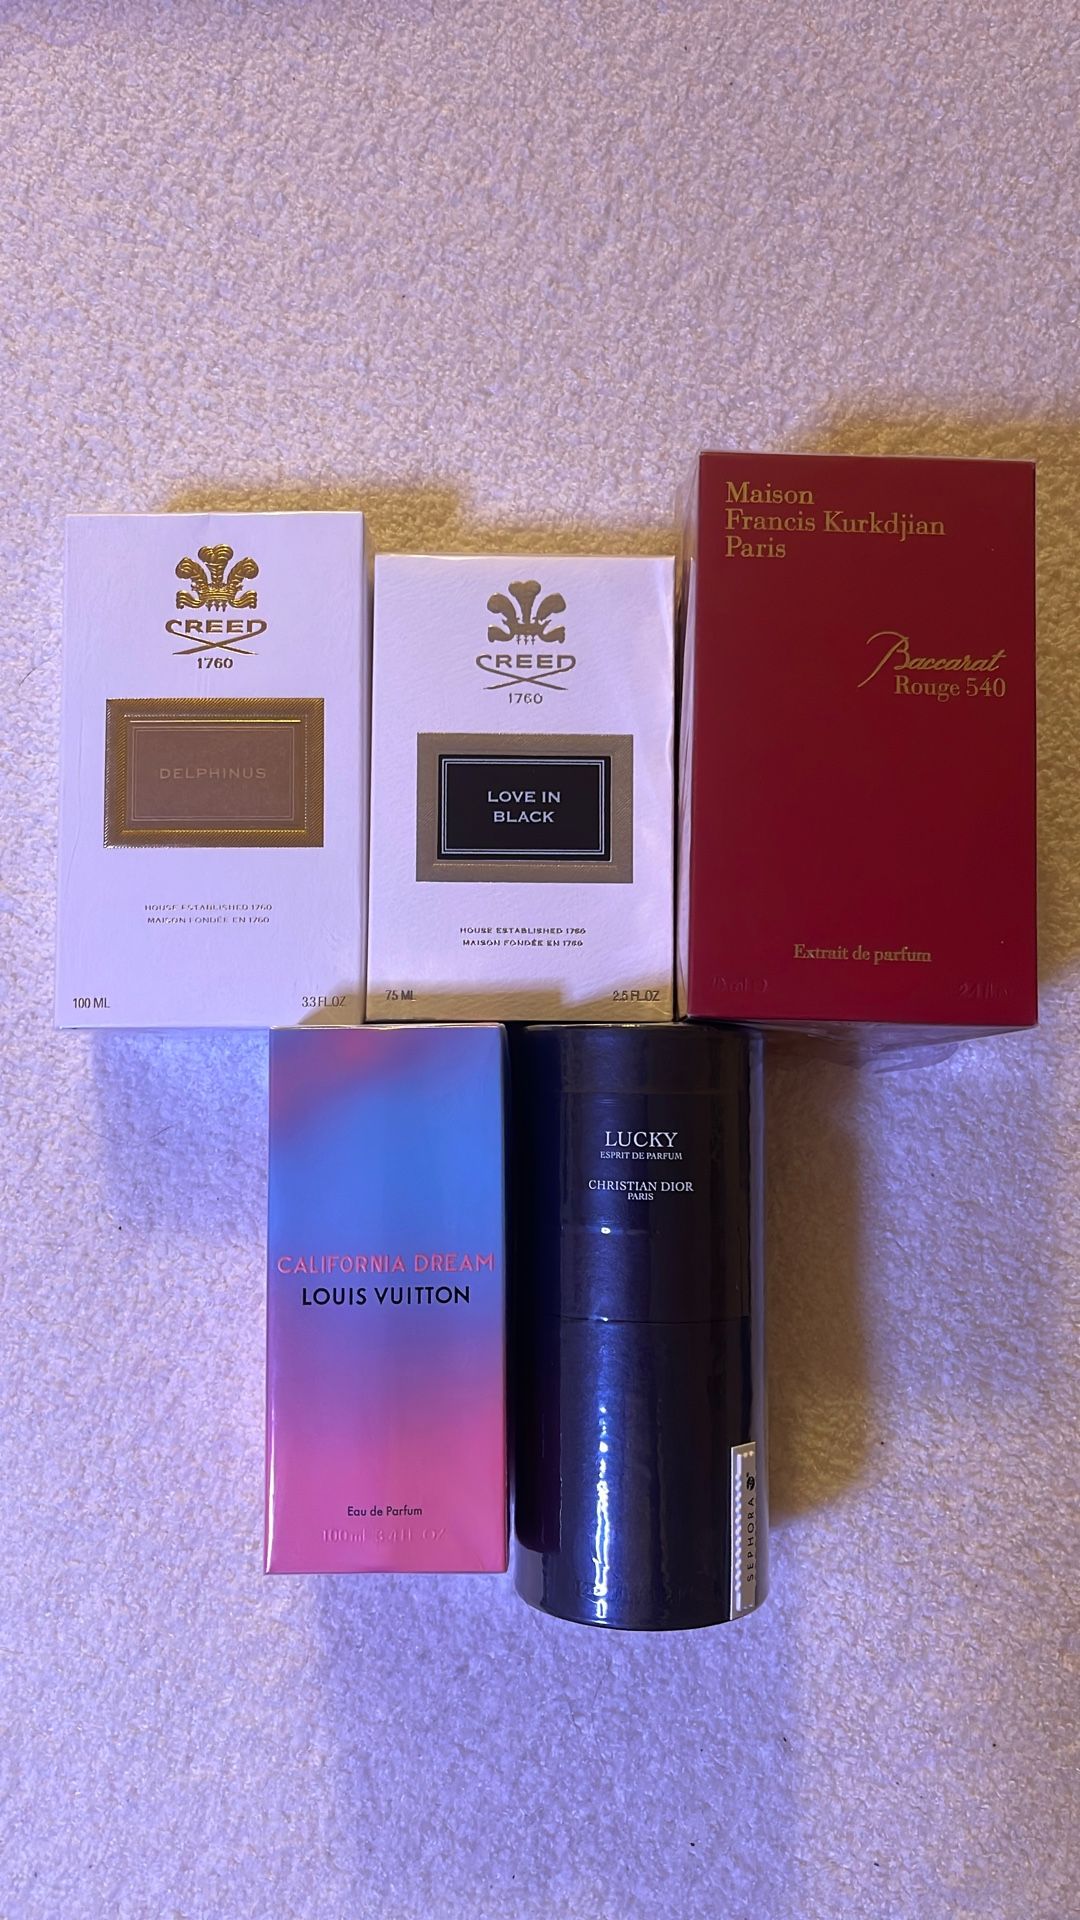 CREED
1760
DELPHINUS
HOUSE ESTABLISHED 1760
MAISON FONDÉE EN 1760
100 ML
3.3 FL.OZ
CREED
1760
LOVE IN
BLACK
HOUSE ESTABLISHED 1760
MAISON FONDÉE EN 1760
75 ML
2.5 FL.OZ
Maison
Francis Kurkdjian
Paris
Baccarat
Rouge 540
Extrait de parfum
CALIFORNIA DREAM
LOUIS VUITTON
Eau de Parfum
100ml 3.4 FL OZ
LUCKY
ESPRIT DE PARFUM
CHRISTIAN DIOR
PARIS
SEPHORA